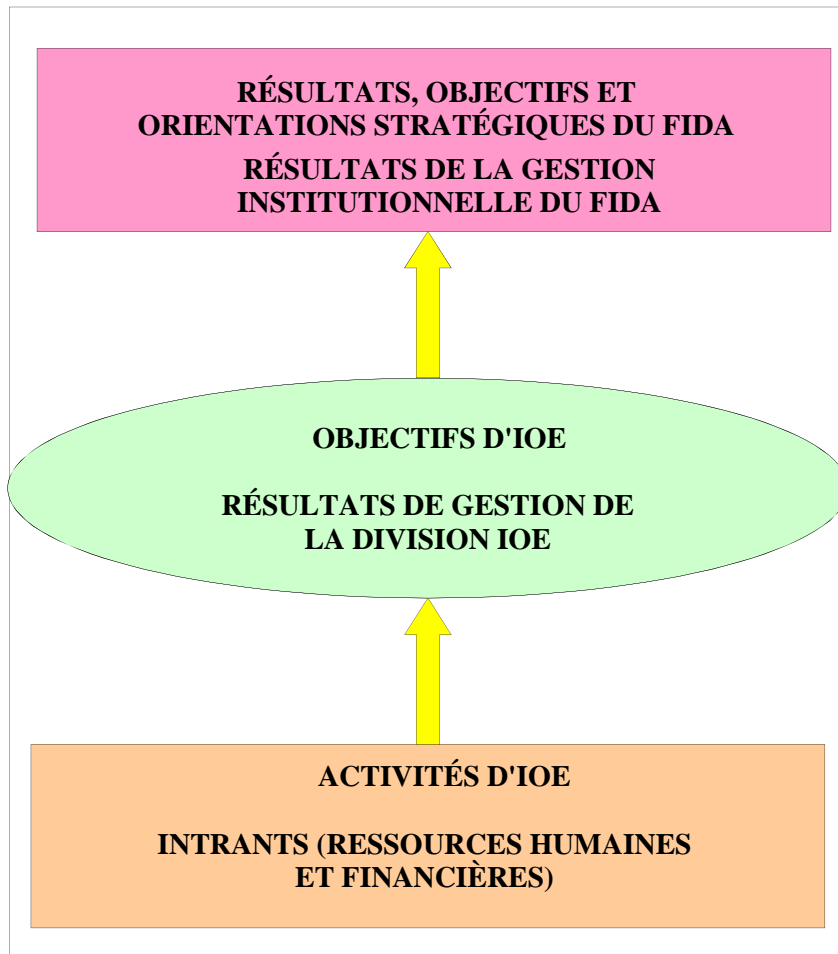 RÉSULTATS, OBJECTIFS ET
ORIENTATIONS STRATÉGIQUES DU FIDA
RÉSULTATS DE LA GESTION
INSTITUTIONNELLE DU FIDA
OBJECTIFS D'IOE
RÉSULTATS DE GESTION DE
LA DIVISION IOE
ACTIVITÉS D'IOE
INTRANTS (RESSOURCES HUMAINES
ET FINANCIÈRES)